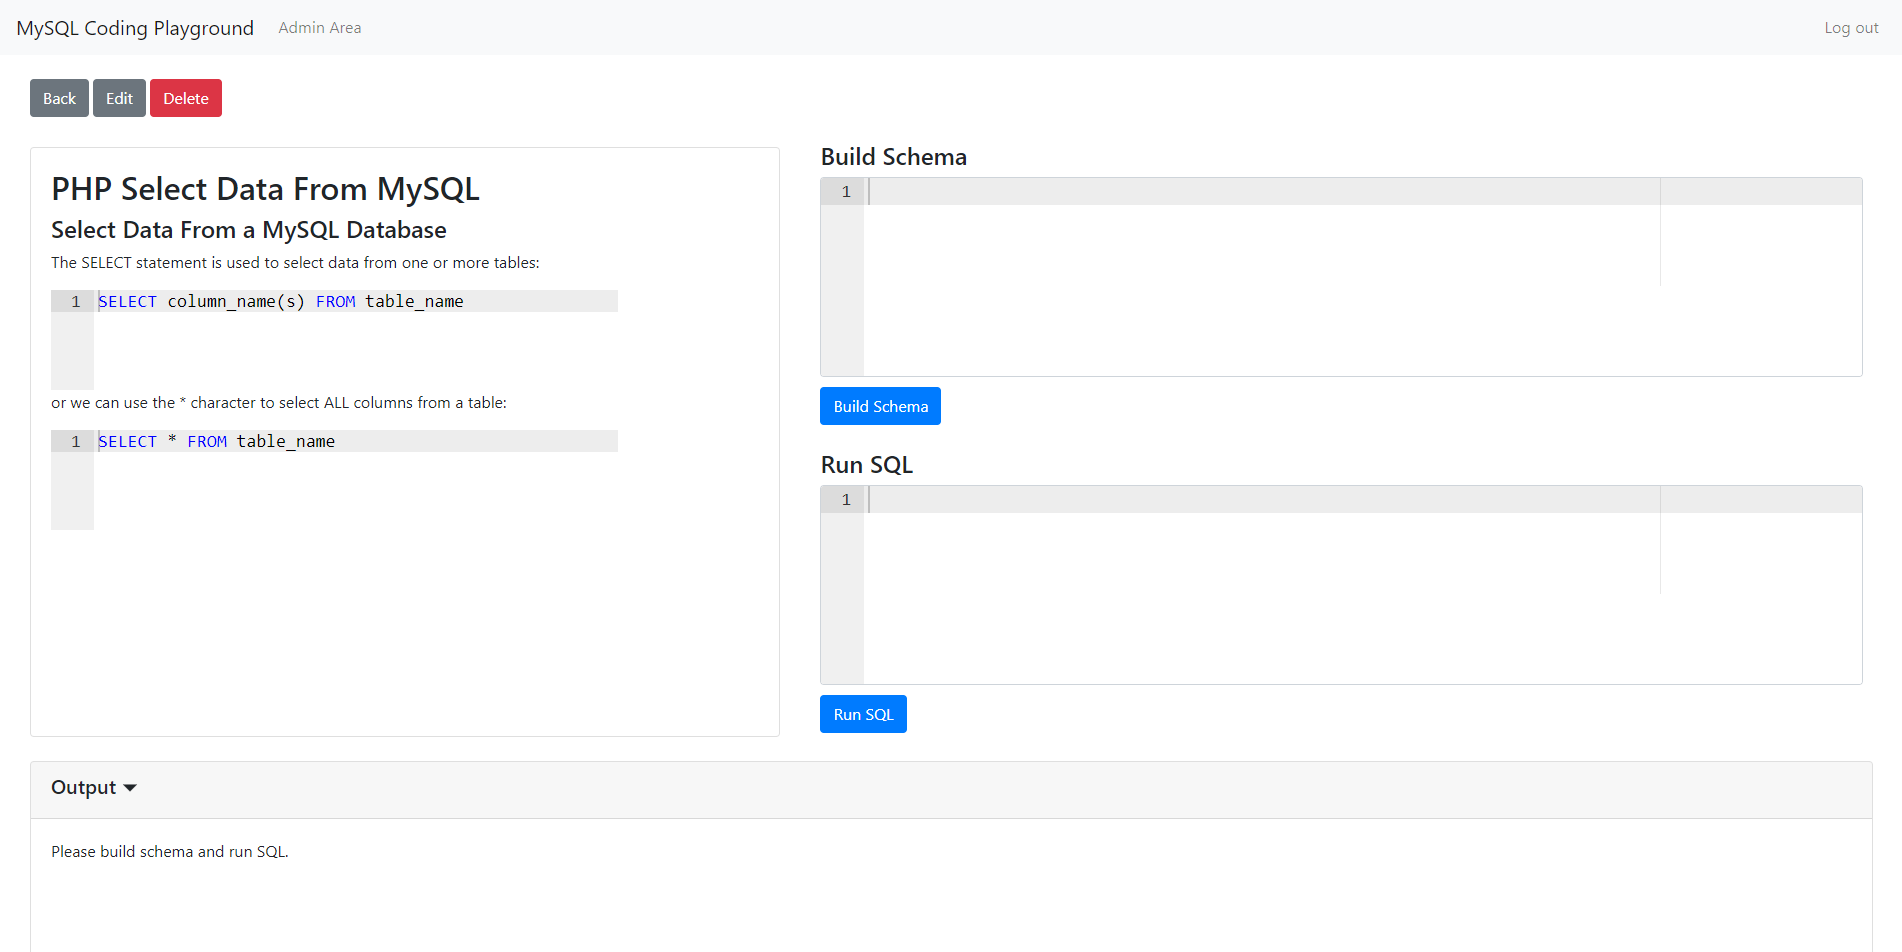 MySQL Coding Playground Admin Area Log out
Back Edit Delete
PHP Select Data From MySQL
Select Data From a MySQL Database
The SELECT statement is used to select data from one or more tables:
1 SELECT column_name(s) FROM table_name
or we can use the * character to select ALL columns from a table:
1 SELECT * FROM table_name
Build Schema
1
Build Schema
Run SQL
1
Run SQL
Output
Please build schema and run SQL.